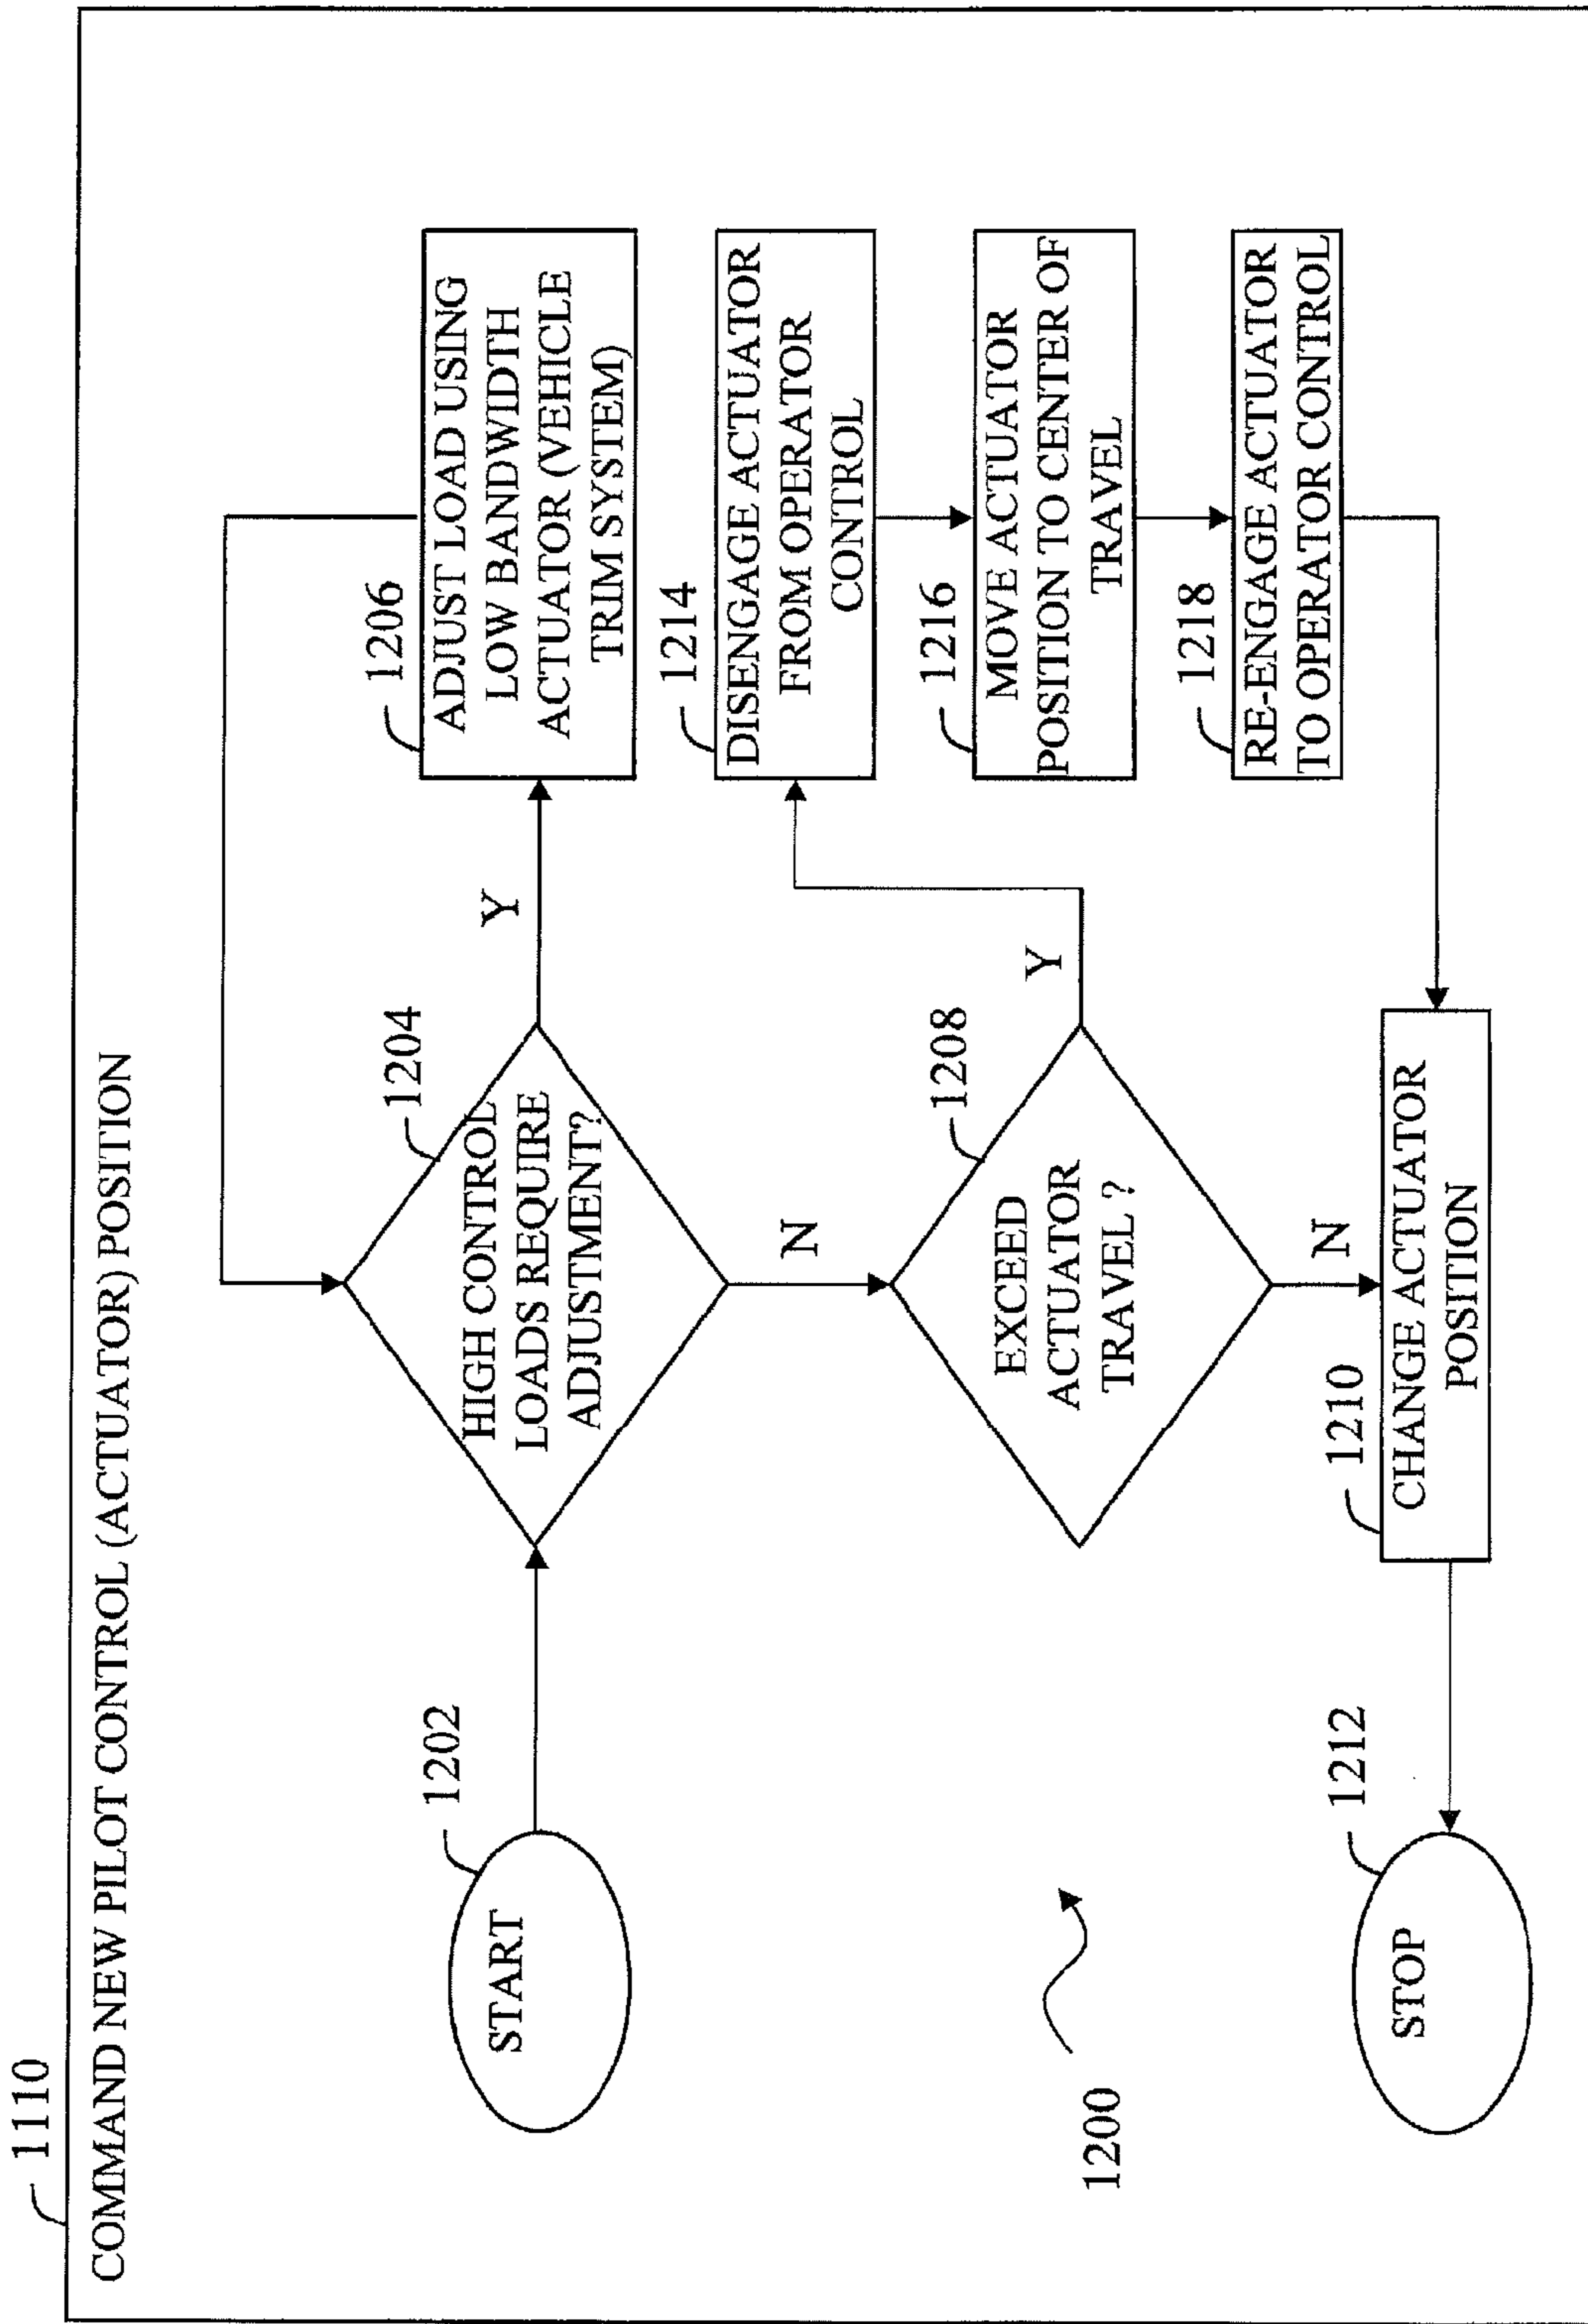 1110
COMMAND NEW PILOT CONTROL (ACTUATOR) POSITION
1202
START
1204
HIGH CONTROL
LOADS REQUIRE
ADJUSTMENT?
Y
1206
ADJUST LOAD USING
LOW BANDWIDTH
ACTUATOR (VEHICLE
TRIM SYSTEM)
N
1208
EXCEED
ACTUATOR
TRAVEL ?
Y
1214
DISENGAGE ACTUATOR
FROM OPERATOR
CONTROL
1216
MOVE ACTUATOR
POSITION TO CENTER OF
TRAVEL
1218
RE-ENGAGE ACTUATOR
TO OPERATOR CONTROL
N
1210
CHANGE ACTUATOR
POSITION
1212
STOP
1200